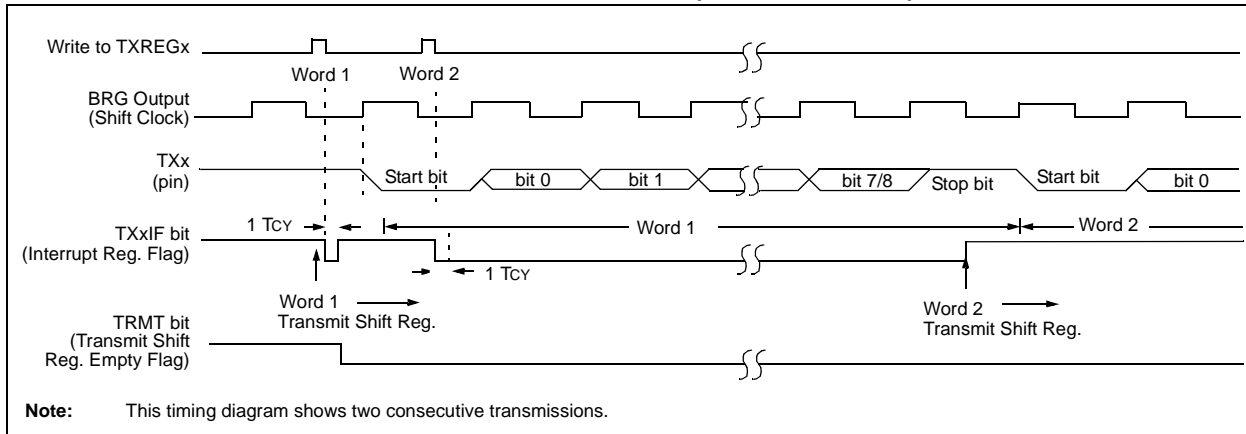 Write to TXREGx
Word 1
Word 2
BRG Output
(Shift Clock)
TXx
(pin)
Start bit
bit 0
bit 1
bit 7/8
Stop bit
Start bit
bit 0
1 TCY
Word 1
Word 2
TXxIF bit
(Interrupt Reg. Flag)
1 TCY
Word 1
Transmit Shift Reg.
Word 2
Transmit Shift Reg.
TRMT bit
(Transmit Shift
Reg. Empty Flag)
Note: This timing diagram shows two consecutive transmissions.